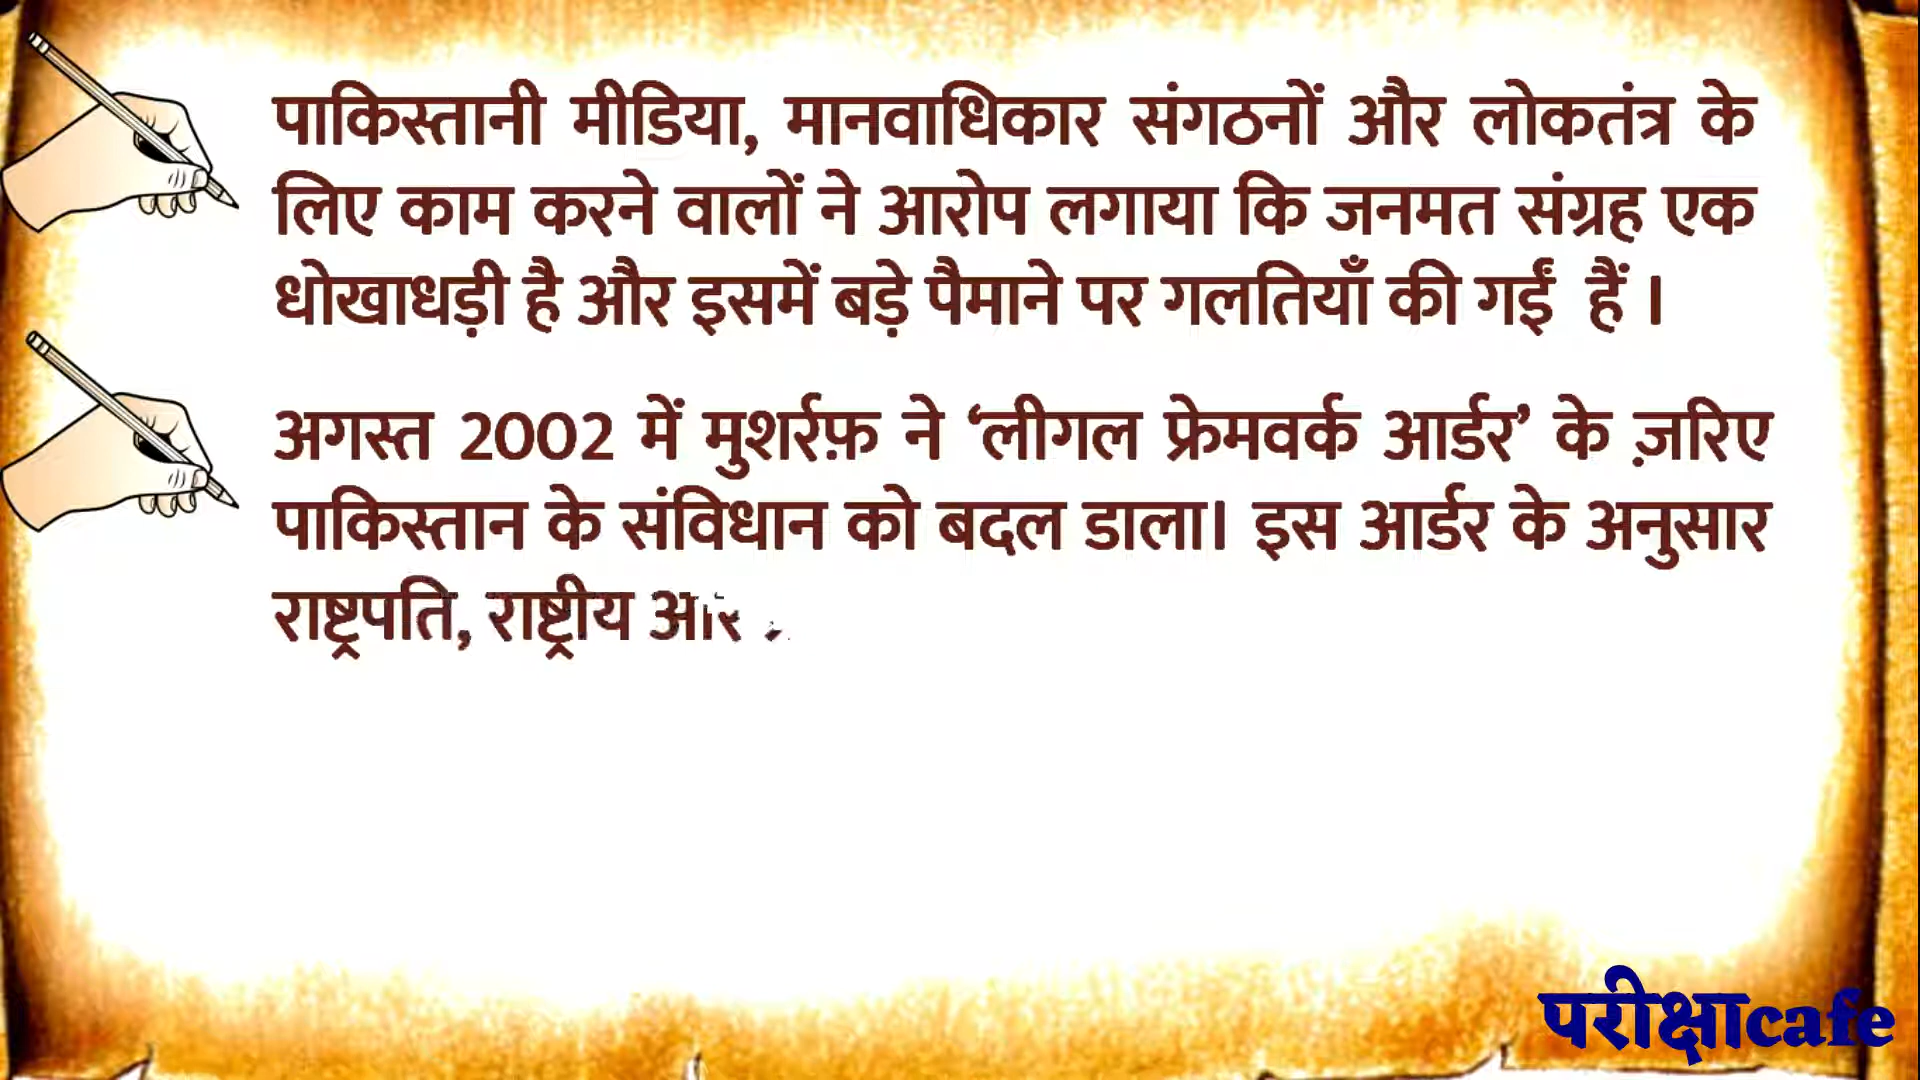 पाकिस्तानी मीडिया, मानवाधिकार संगठनों और लोकतंत्र के
लिए काम करने वालों ने आरोप लगाया कि जनमत संग्रह एक
धोखाधड़ी है और इसमें बड़े पैमाने पर गलतियाँ की गईं हैं ।
अगस्त 2002 में मुशर्रफ़ ने ‘लीगल फ्रेमवर्क आर्डर’ के ज़रिए
पाकिस्तान के संविधान को बदल डाला। इस आर्डर के अनुसार
राष्ट्रपति, राष्ट्रीय
परीक्षाcafe